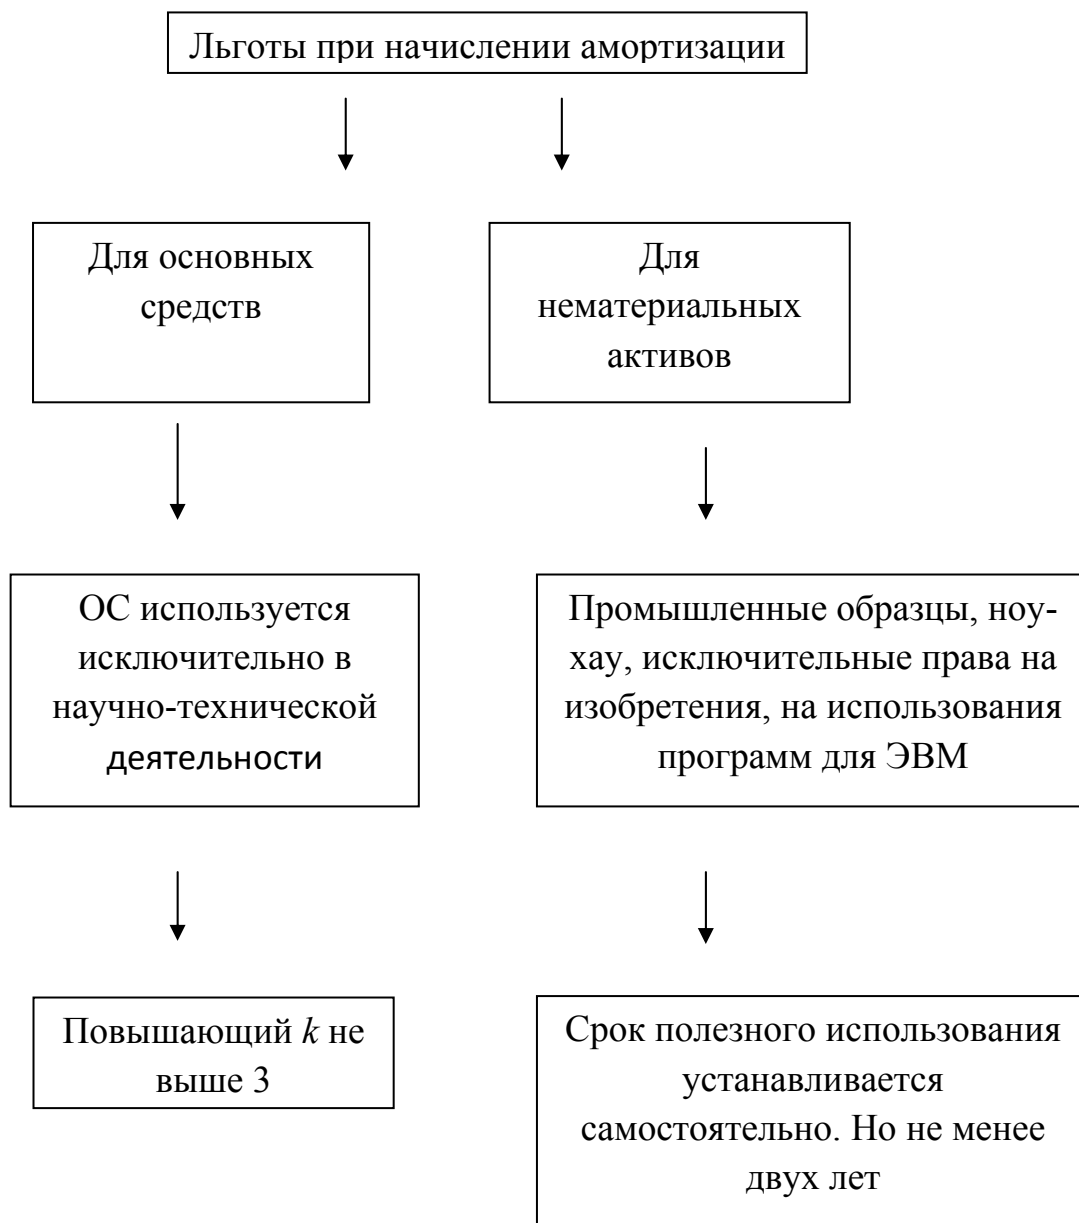 Льготы при начислении амортизации
Для основных
средств
Для
нематериальных
активов
ОС используется
исключительно в
научно-технической
деятельности
Промышленные образцы, ноу-
хау, исключительные права на
изобретения, на использования
программ для ЭВМ
Повышающий k не
выше 3
Срок полезного использования
устанавливается
самостоятельно. Но не менее
двух лет